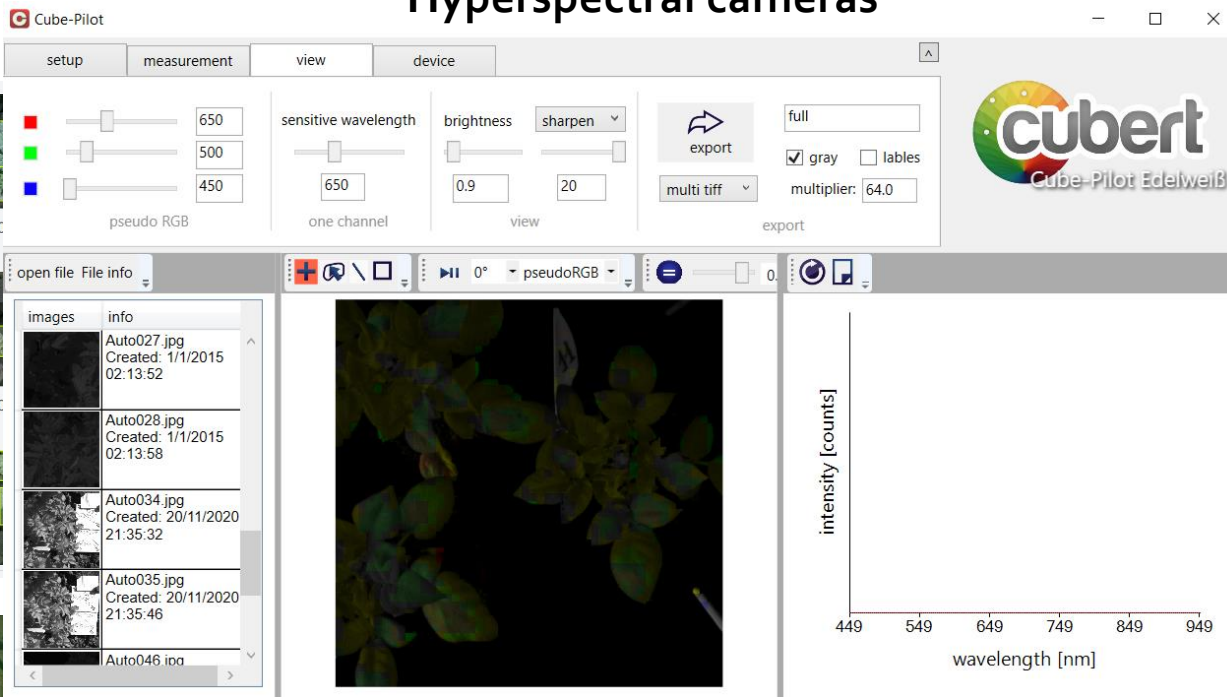 Hyperspectral cameras
Cube-Pilot
setup measurement view device
650
500
450
pseudo RGB
sensitive wavelength
650
one channel
brightness sharpen
0.9 20
view
export
multi tiff
full
gray lables
multiplier: 64.0
export
cubert
Cube-Pilot Edelweiß
open file File info
0° pseudoRGB
0.
images info
Auto027.jpg
Created: 1/1/2015
02:13:52
Auto028.jpg
Created: 1/1/2015
02:13:58
Auto034.jpg
Created: 20/11/2020
21:35:32
Auto035.jpg
Created: 20/11/2020
21:35:46
Auto046.jpg
11
intensity [counts]
449 549 649 749 849 949
wavelength [nm]